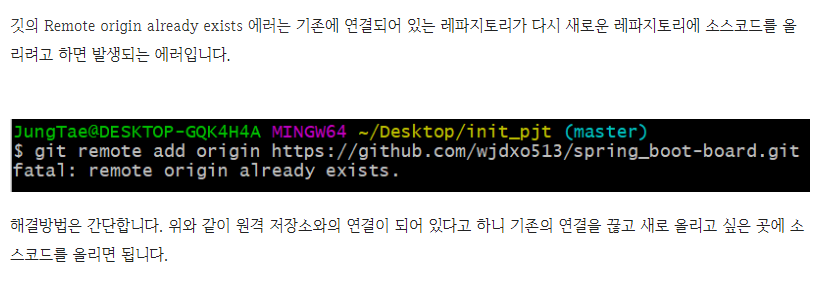 깃의 Remote origin already exists 에러는 기존에 연결되어 있는 레파지토리가 다시 새로운 레파지토리에 소스코드를 올
리려고 하면 발생되는 에러입니다.
JungTae@DESKTOP-GQK4H4A MINGW64 ~/Desktop/init_pjt (master)
$ git remote add origin https://github.com/wjdxo513/spring_boot-board.git
fatal: remote origin already exists.
해결방법은 간단합니다. 위와 같이 원격 저장소와의 연결이 되어 있다고 하니 기존의 연결을 끊고 새로 올리고 싶은 곳에 소
스코드를 올리면 됩니다.